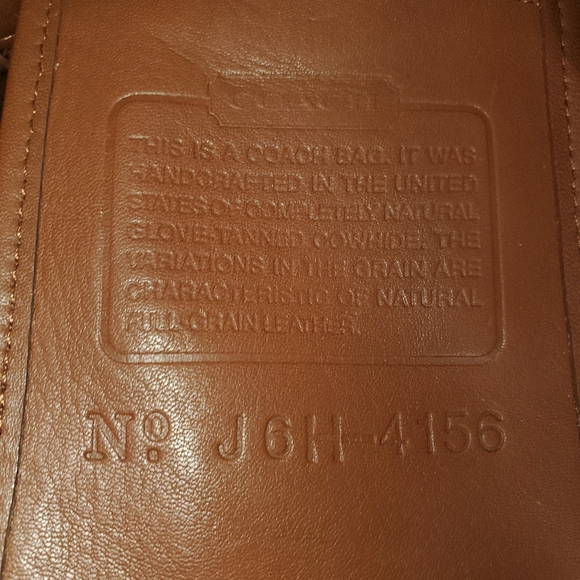 COACH
THIS IS A COACH BAG. IT WAS
HANDCRAFTED IN THE UNITED
STATES OF COMPLETELY NATURAL
GLOVE-TANNED COWHIDE. THE
VARIATIONS IN THE GRAIN ARE
CHARACTERISTIC OF NATURAL
FULL GRAIN LEATHER.
Nº J6H-4156